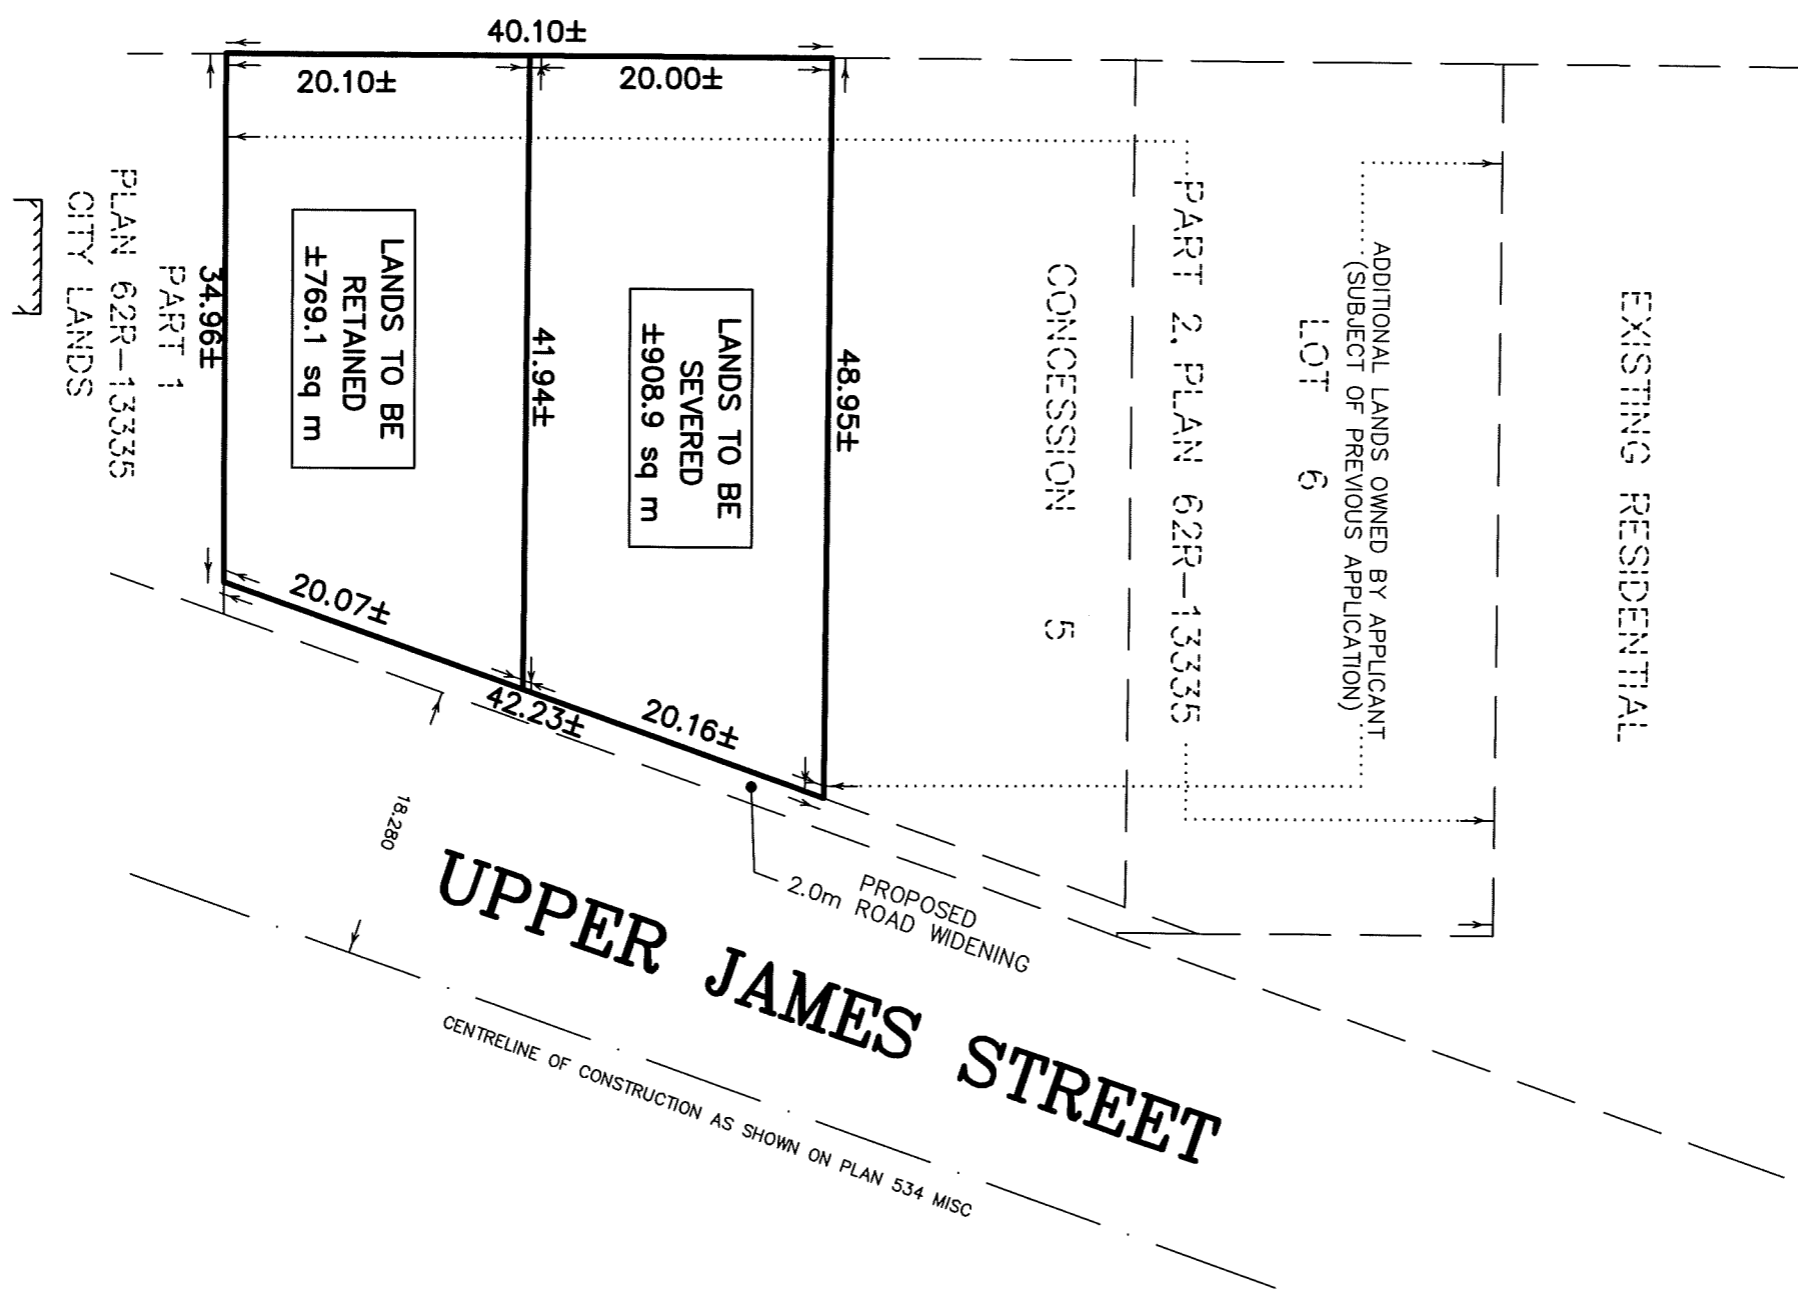 40.10±
20.10±
20.00±
34.96±
41.94±
48.95±
20.07±
20.16±
42.23±
LANDS TO BE
RETAINED
±769.1 sq m
LANDS TO BE
SEVERED
±908.9 sq m
PART 1
PLAN 62R-13335
CITY LANDS
CONCESSION 5
PART 2, PLAN 62R-13335
LOT 6
ADDITIONAL LANDS OWNED BY APPLICANT
(SUBJECT OF PREVIOUS APPLICATION)
EXISTING RESIDENTIAL
18.280
UPPER JAMES STREET
PROPOSED
2.0m ROAD WIDENING
CENTRELINE OF CONSTRUCTION AS SHOWN ON PLAN 534 MISC